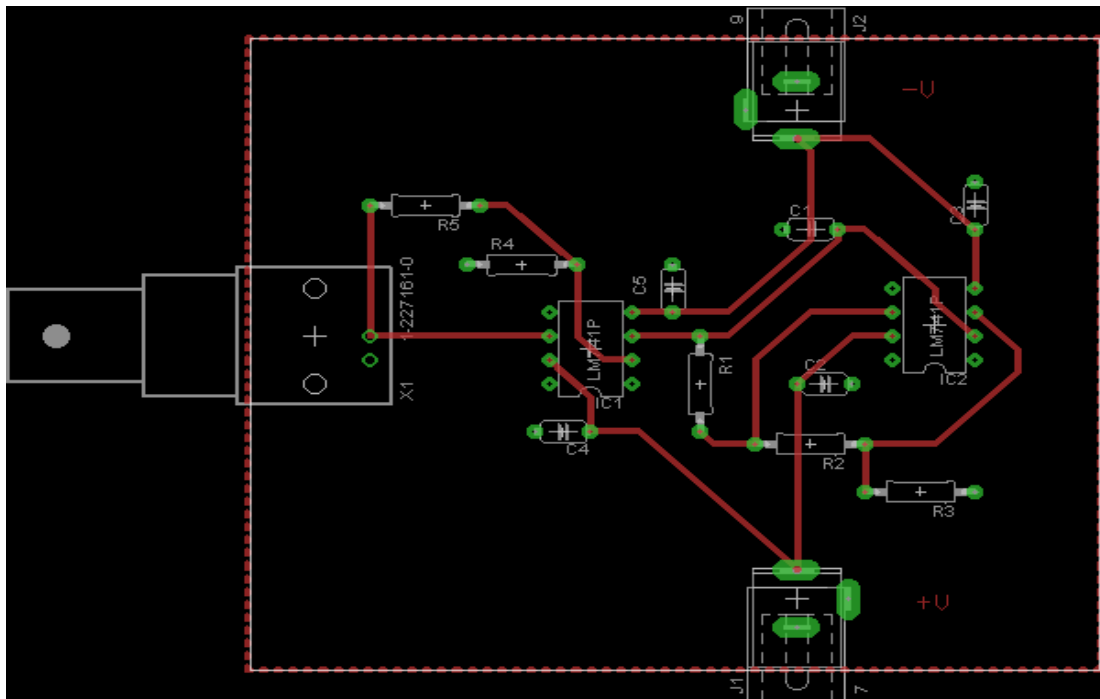 9
J2
-V
R5
C1
C3
R4
1-227161-0
C5
LM741P
LM741P
R1
X1
IC1
C2
IC2
C4
R2
R3
+V
J1
7